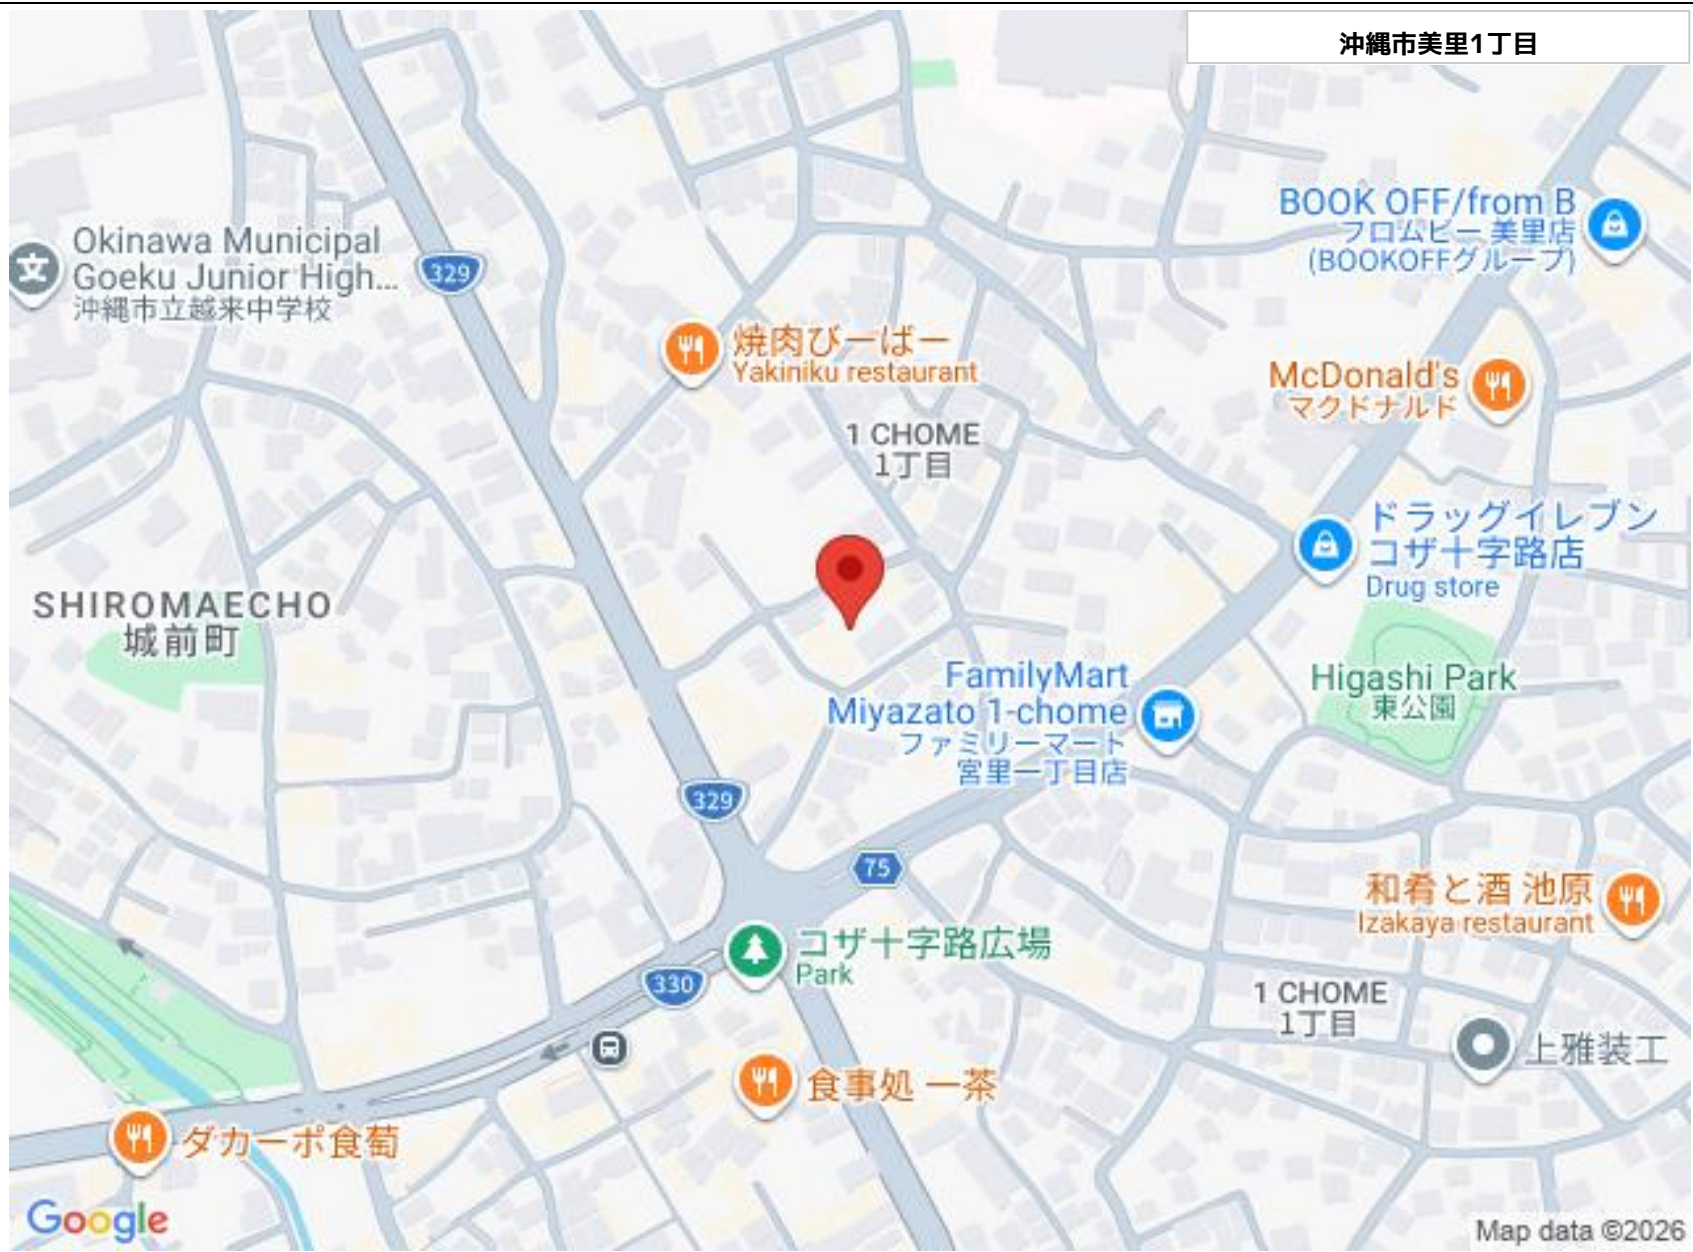 沖縄市美里1丁目
BOOK OFF/from B
フロムビー 美里店
(BOOKOFFグループ)
Okinawa Municipal
Goeku Junior High...
沖縄市立越来中学校
329
焼肉びーばー
Yakiniku restaurant
McDonald's
マクドナルド
1 CHOME
1丁目
ドラッグイレブン
コザ十字路店
Drug store
SHIROMAECHO
城前町
FamilyMart
Miyazato 1-chome
ファミリーマート
宮里一丁目店
Higashi Park
東公園
329
75
和肴と酒 池原
Izakaya restaurant
コザ十字路広場
Park
330
1 CHOME
1丁目
上雅装工
食事処 一茶
ダカーポ食萄
Google
Map data ©2026